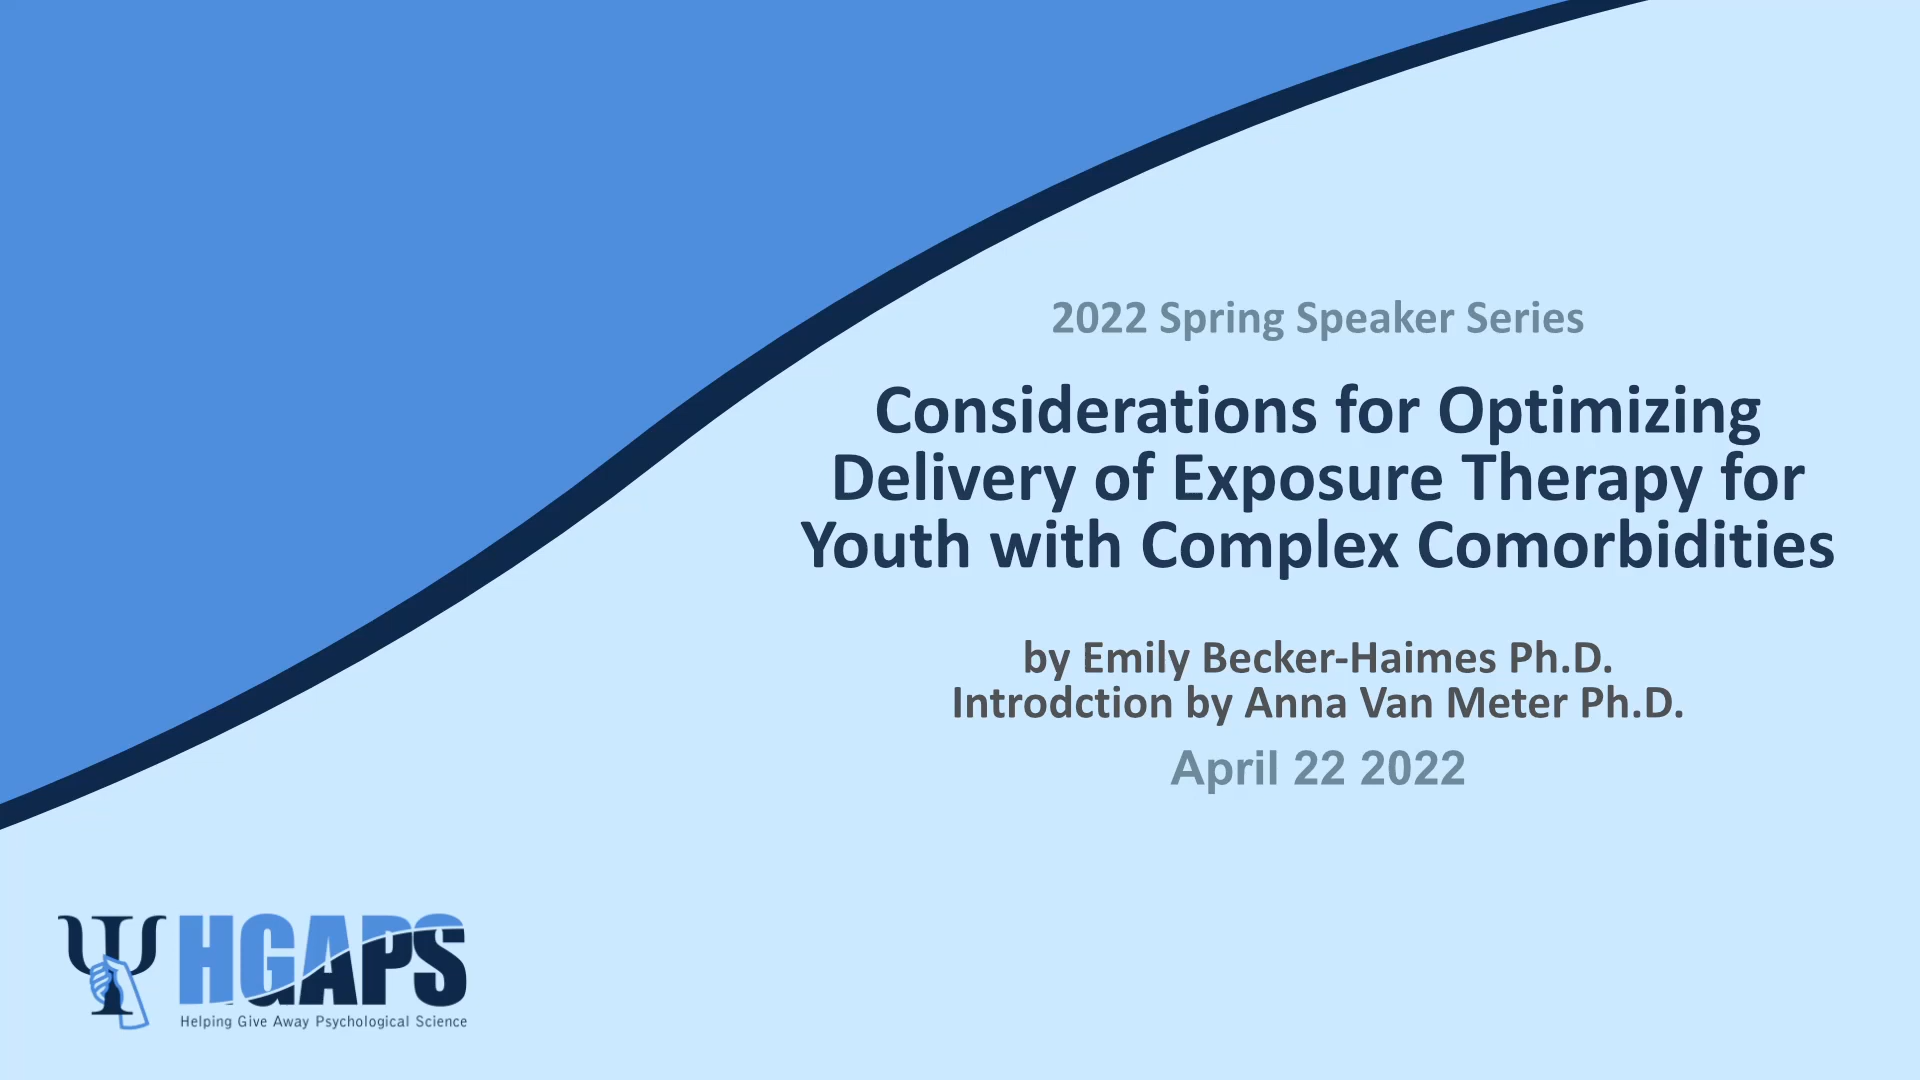 2022 Spring Speaker Series
Considerations for Optimizing
Delivery of Exposure Therapy for
Youth with Complex Comorbidities
by Emily Becker-Haimes Ph.D.
Introdction by Anna Van Meter Ph.D.
April 22 2022
HGAPS
Helping Give Away Psychological Science